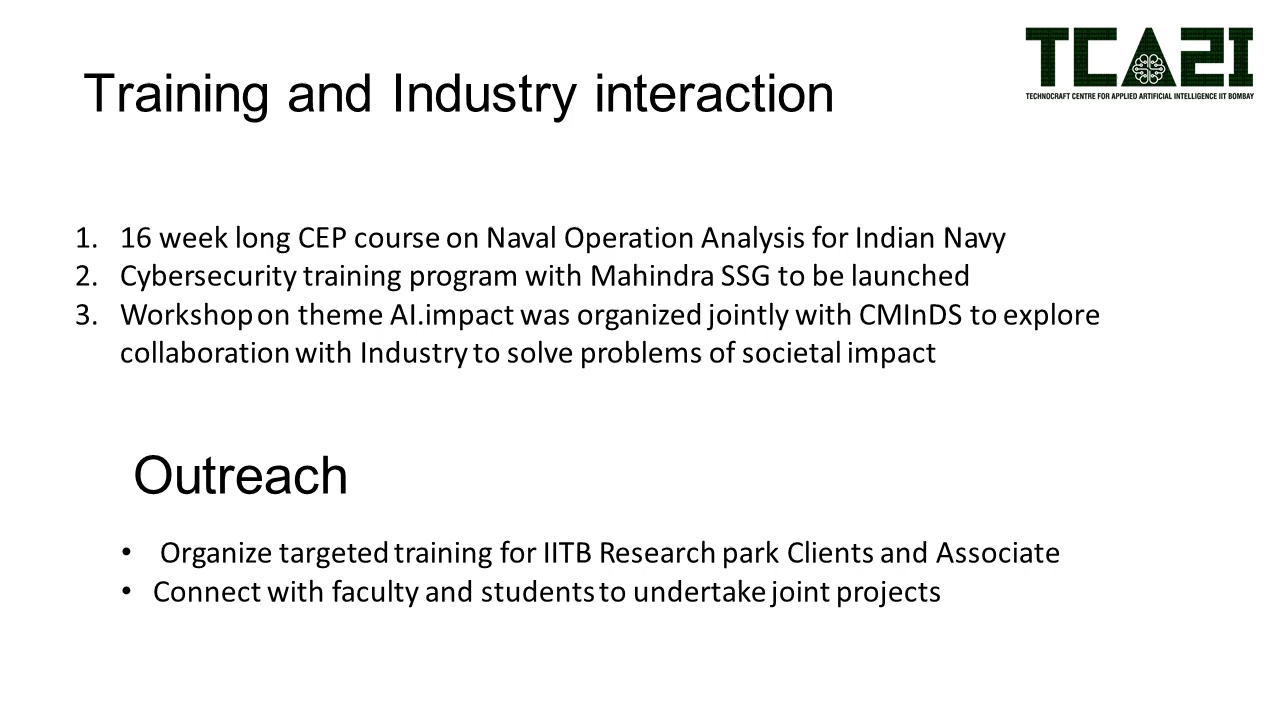 TCA2I
TECHNOCRAFT CENTRE FOR APPLIED ARTIFICIAL INTELLIGENCE IIT BOMBAY
Training and Industry interaction
1. 16 week long CEP course on Naval Operation Analysis for Indian Navy
2. Cybersecurity training program with Mahindra SSG to be launched
3. Workshop on theme AI.impact was organized jointly with CMInDS to explore
collaboration with Industry to solve problems of societal impact
Outreach
• Organize targeted training for IITB Research park Clients and Associate
• Connect with faculty and students to undertake joint projects